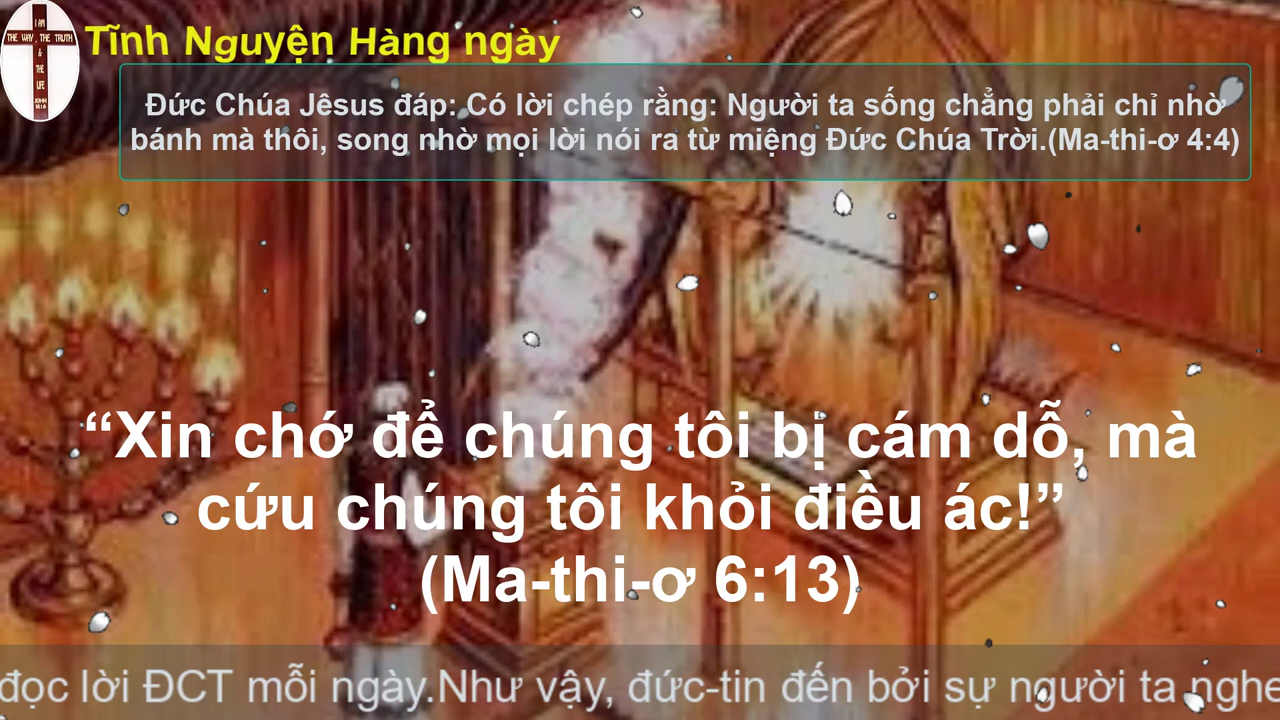 I AM
THE WAY, THE TRUTH
&
THE
LIFE
JOHN
14:6
Tĩnh Nguyện Hàng ngày
Đức Chúa Jêsus đáp: Có lời chép rằng: Người ta sống chẳng phải chỉ nhờ
bánh mà thôi, song nhờ mọi lời nói ra từ miệng Đức Chúa Trời.(Ma-thi-ơ 4:4)
“Xin chớ để chúng tôi bị cám dỗ, mà
cứu chúng tôi khỏi điều ác!”
(Ma-thi-ơ 6:13)
đọc lời ĐCT mỗi ngày.Như vậy, đức-tin đến bởi sự người ta nghe